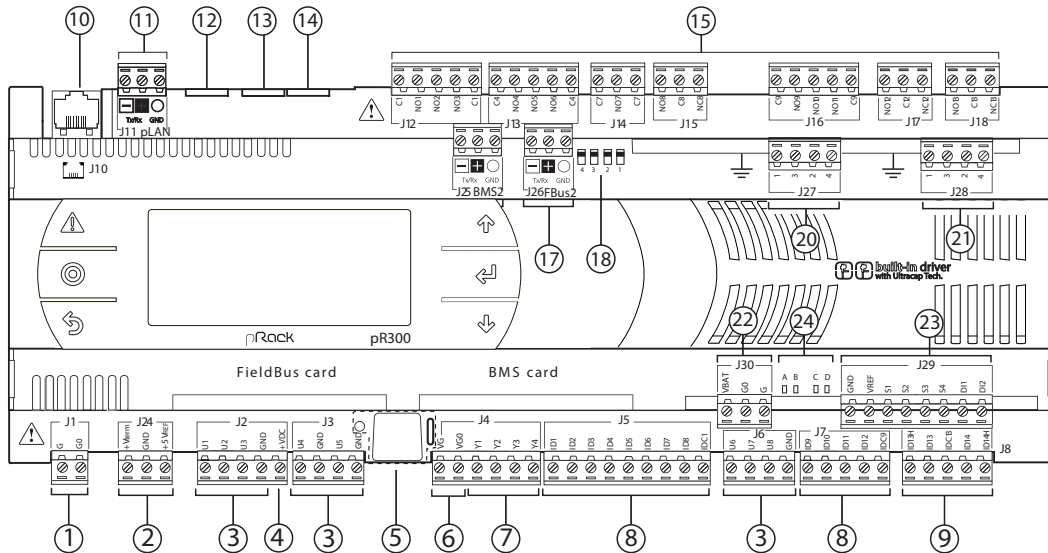 10 11 12 13 14 15
C1 NO1 NO2 NO3 C1 C4 NO4 NO5 NO6 C4 C7 NO7 C7 NO8 C8 NC8 C9 NO9 NO10 NO11 C9 NO12 C12 NC12 NO13 C13 NC13
J12 J13 J14 J15 J16 J17 J18
Tx/Rx GND
J11 pLAN
J10
Tx/Rx GND
J25 BMS2
Tx/Rx GND
J26FBus2
4 3 2 1
1 3 2 4
J27
1 3 2 4
J28
17 18 20 21
built-in driver
with Ultracap Tech.
pRack pR300
22 24 23
FieldBus card BMS card
J30
VBAT G0 G
A B C D
J29
GND VREF S1 S2 S3 S4 DI1 DI2
J1
G G0
J24
+Vterm GND +5 VREF
J2
U1 U2 U3 GND +VDC
J3
U4 GND U5 GND
J4
VG VG0 Y1 Y2 Y3 Y4
J5
ID1 ID2 ID3 ID4 ID5 ID6 ID7 ID8 IDC1
J6
U6 U7 U8 GND
J7
ID9 ID10 ID11 ID12 IDC9
J8
ID13H ID13 IDC13 ID14 ID14H
1 2 3 4 3 5 6 7 8 3 8 9